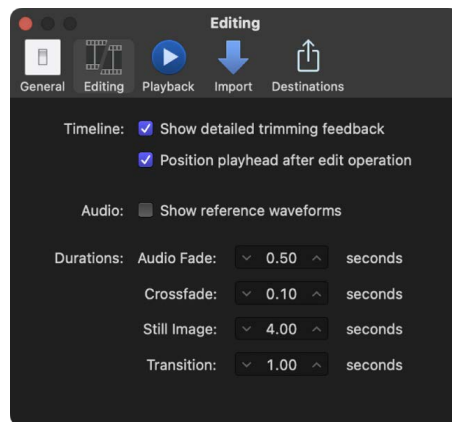 Editing
General Editing Playback Import Destinations
Timeline: Show detailed trimming feedback
Position playhead after edit operation
Audio: Show reference waveforms
Durations: Audio Fade: 0.50 seconds
Crossfade: 0.10 seconds
Still Image: 4.00 seconds
Transition: 1.00 seconds